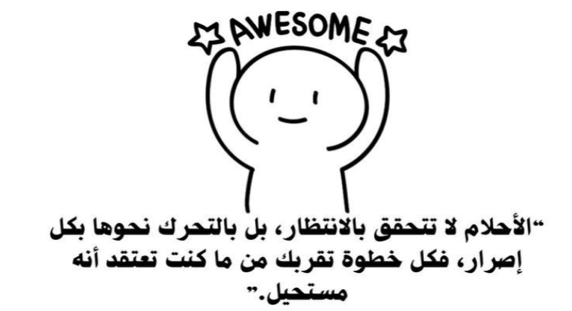 AWESOME
“الأحلام لا تتحقق بالانتظار، بل بالتحرك نحوها بكل
إصرار، فكل خطوة تقربك من ما كنت تعتقد أنه
مستحيل.”